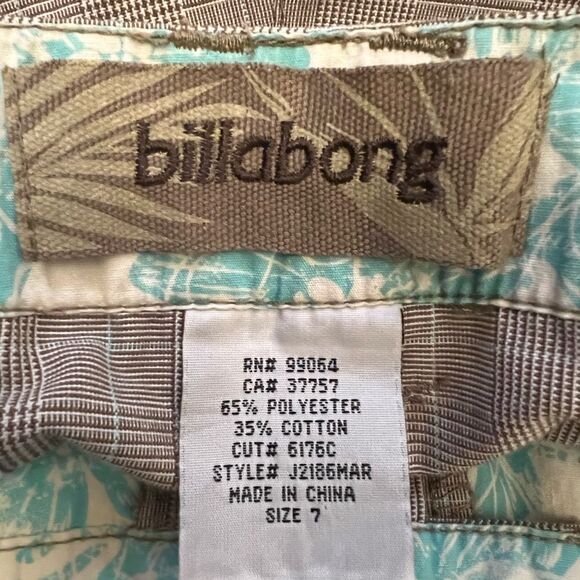 billabong
RN# 99064
CA# 37757
65% POLYESTER
35% COTTON
CUT# 6176C
STYLE# J2186MAR
MADE IN CHINA
SIZE 7